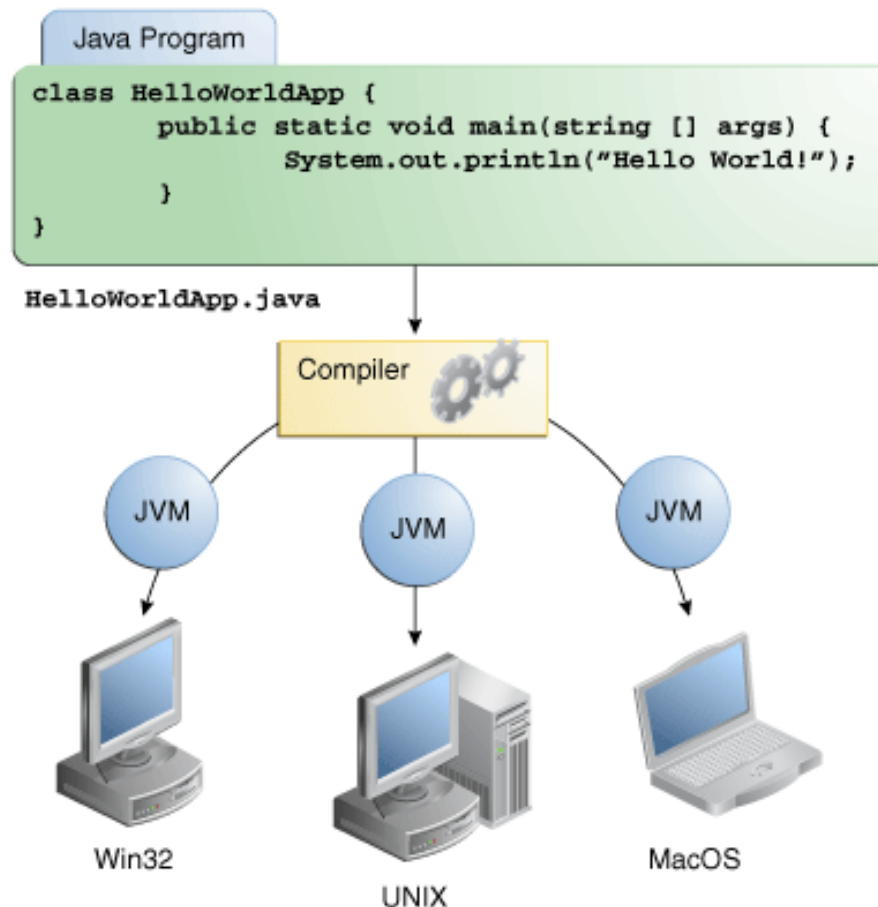 Java Program
class HelloWorldApp {
public static void main(string [] args) {
System.out.println(”Hello World!”);
}
}
HelloWorldApp.java
Compiler
JVM
JVM
JVM
Win32
UNIX
MacOS